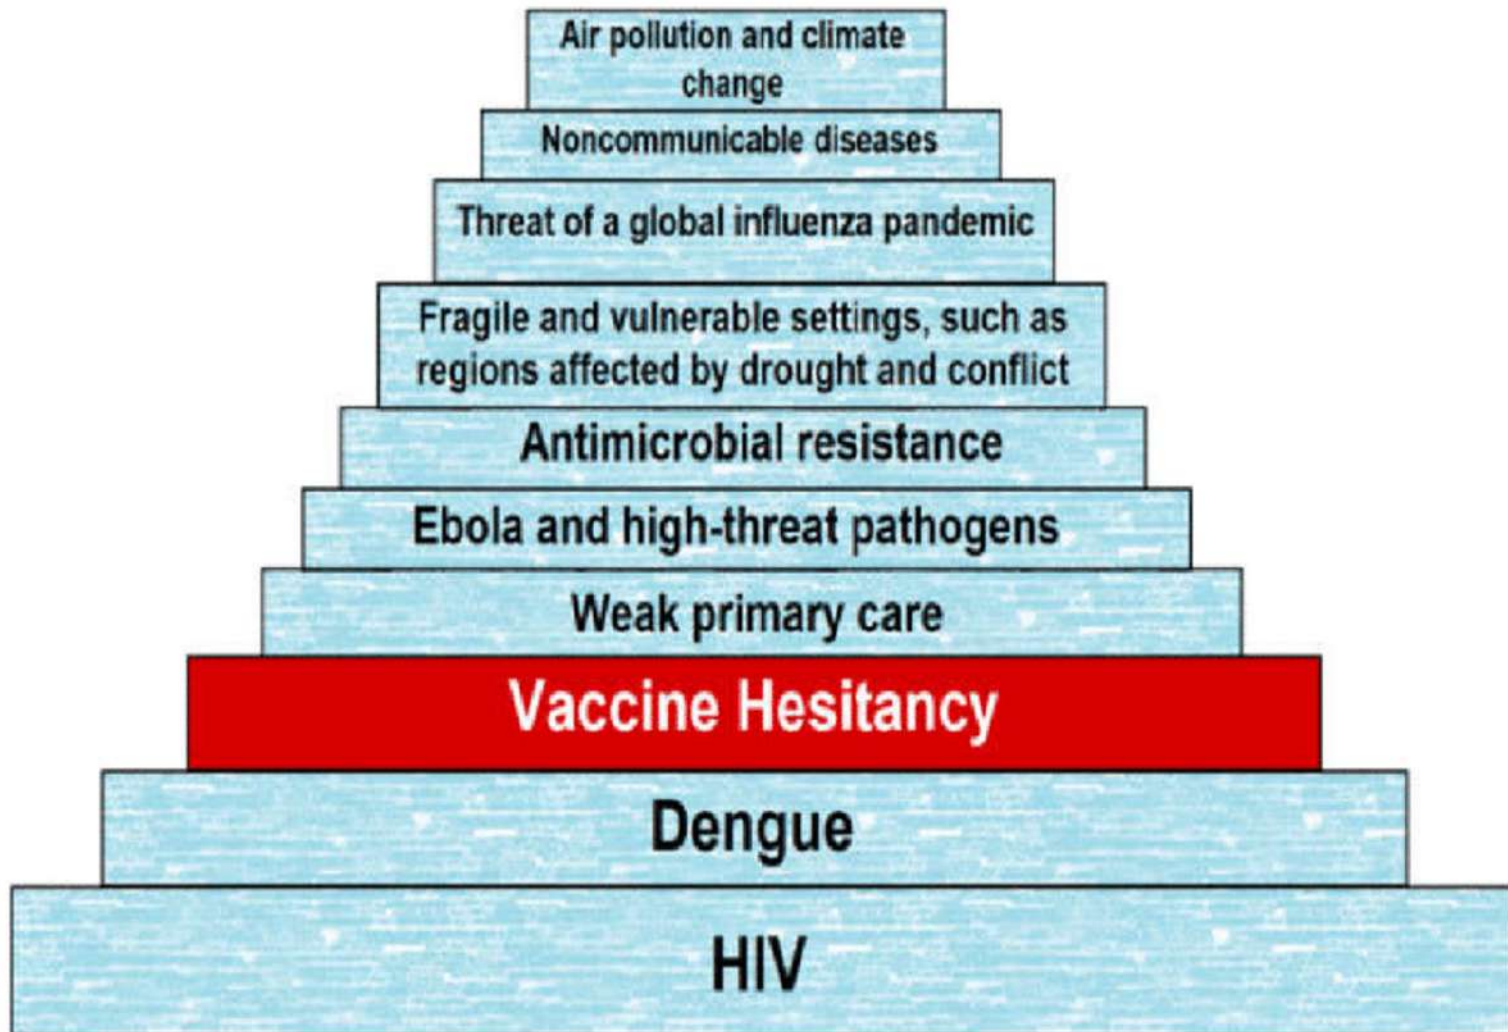 Air pollution and climate
change
Noncommunicable diseases
Threat of a global influenza pandemic
Fragile and vulnerable settings, such as
regions affected by drought and conflict
Antimicrobial resistance
Ebola and high-threat pathogens
Weak primary care
Vaccine Hesitancy
Dengue
HIV